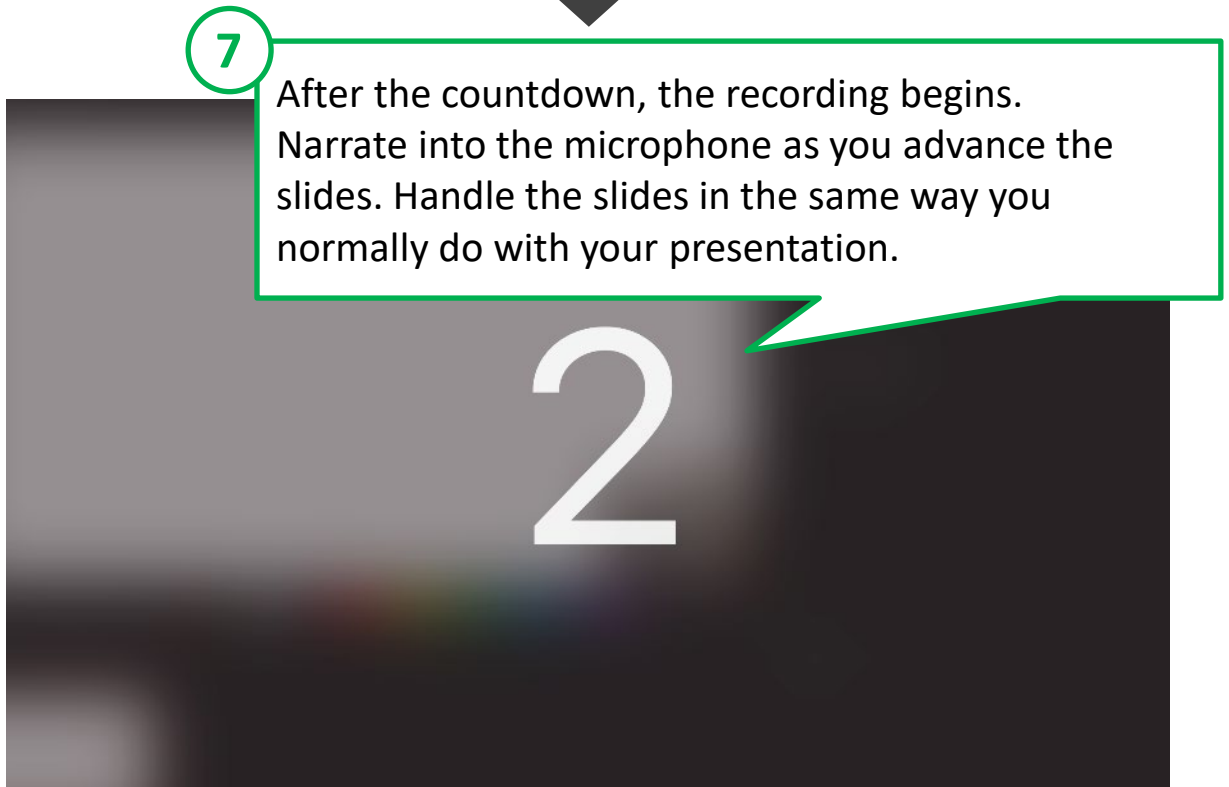 7
After the countdown, the recording begins.
Narrate into the microphone as you advance the
slides. Handle the slides in the same way you
normally do with your presentation.
2